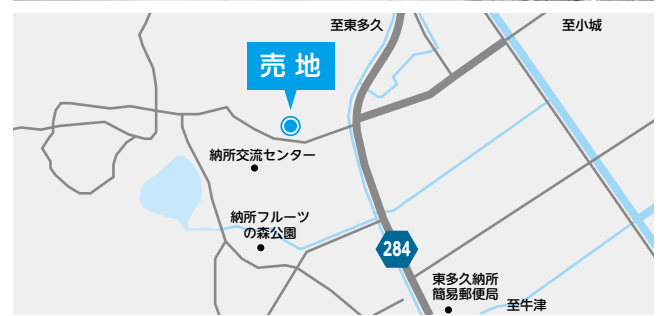 至東多久
至小城
売地
納所交流センター
納所フルーツ
の森公園
284
東多久納所
簡易郵便局
至牛津